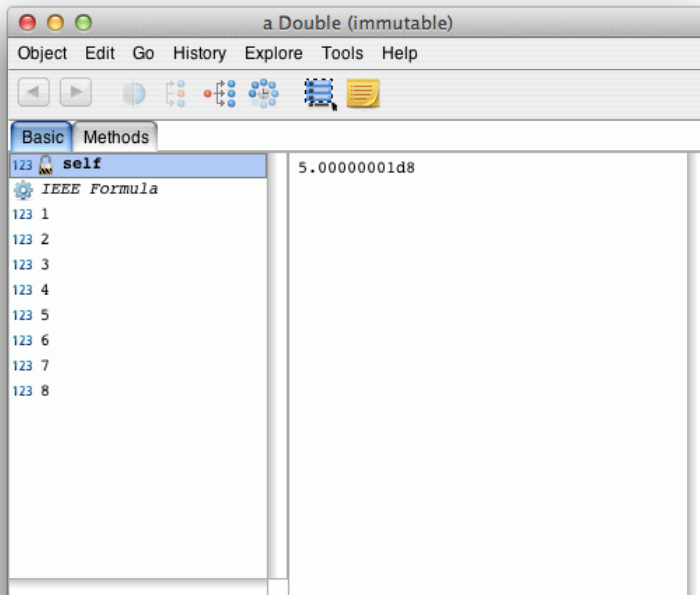 a Double (immutable)
Object Edit Go History Explore Tools Help
Basic Methods
123 self
5.00000001d8
IEEE Formula
123 1
123 2
123 3
123 4
123 5
123 6
123 7
123 8